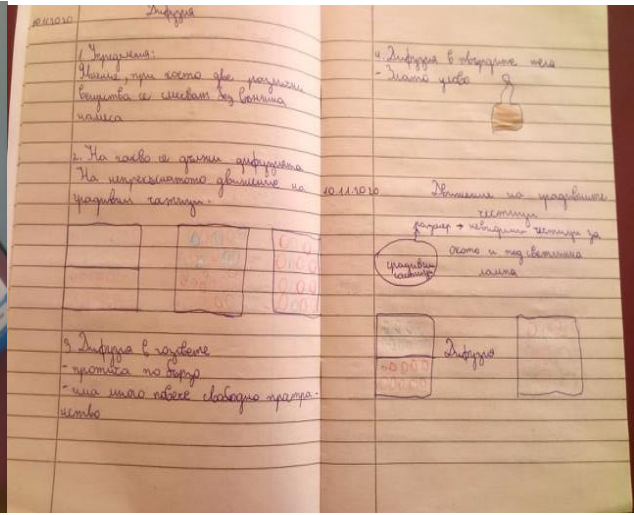 10.11.2020
Дифузия
1. Определения:
Явление, при което две различни
вещества се смесват без външна
намеса
2. На какво се дължи дифузията
На непрекъснатото движение на
градивни частици.
3. Дифузия в газовете
- протича по бързо
- има много повече свободно простра-
нство
4. Дифузия в твърдите тела
- Злато олово
10.11.2020
Движение на градивните
частици
размер → невидими частици за
окото и под светлинна
лампа
градивни
частици
Дифузия